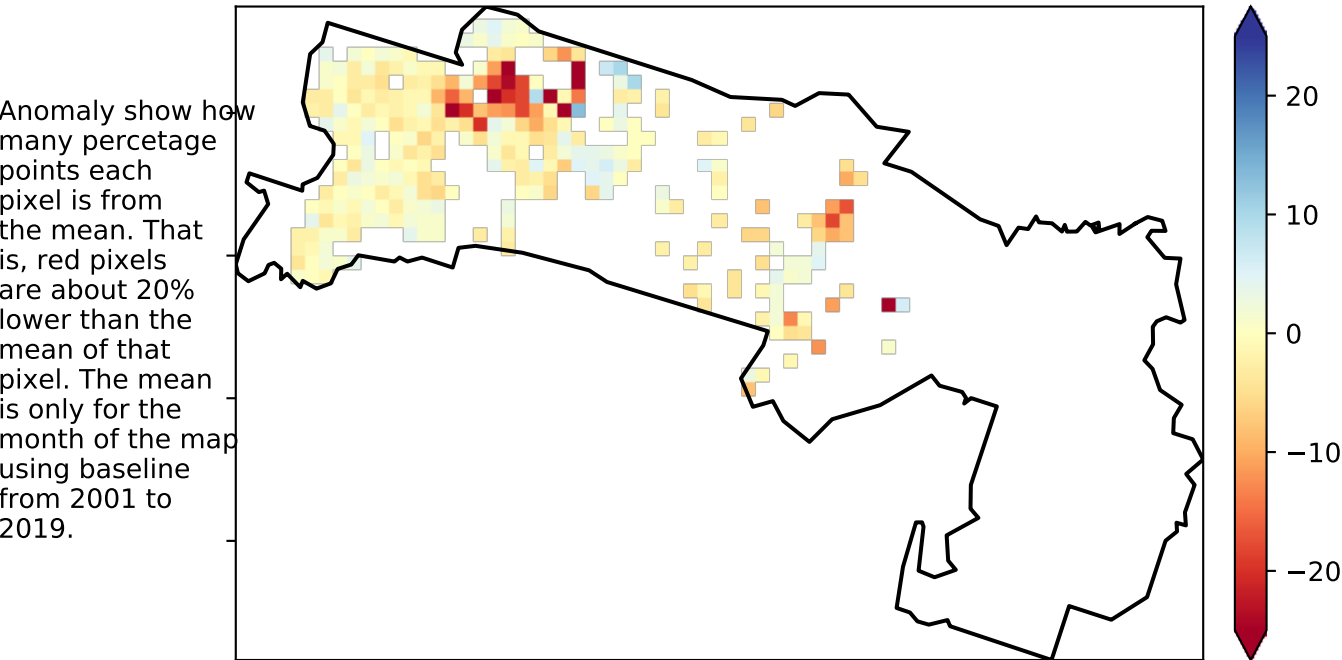 Anomaly show how
many percetage
points each
pixel is from
the mean. That
is, red pixels
are about 20%
lower than the
mean of that
pixel. The mean
is only for the
month of the map
using baseline
from 2001 to
2019.
20
10
0
−10
−20